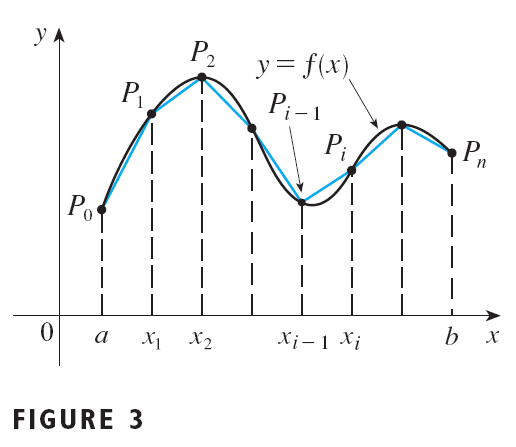 y
P₂
y = f(x)
P₁
Pᵢ₋₁
Pᵢ
Pₙ
P₀
0 a x₁ x₂ xᵢ₋₁ xᵢ b x
FIGURE 3